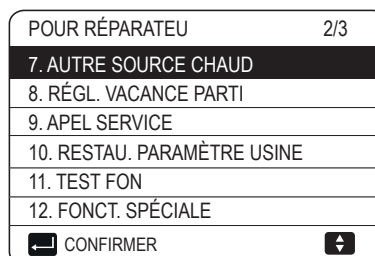 POUR RÉPARATEU 2/3
7. AUTRE SOURCE CHAUD
8. RÉGL. VACANCE PARTI
9. APEL SERVICE
10. RESTAU. PARAMÈTRE USINE
11. TEST FON
12. FONCT. SPÉCIALE
CONFIRMER